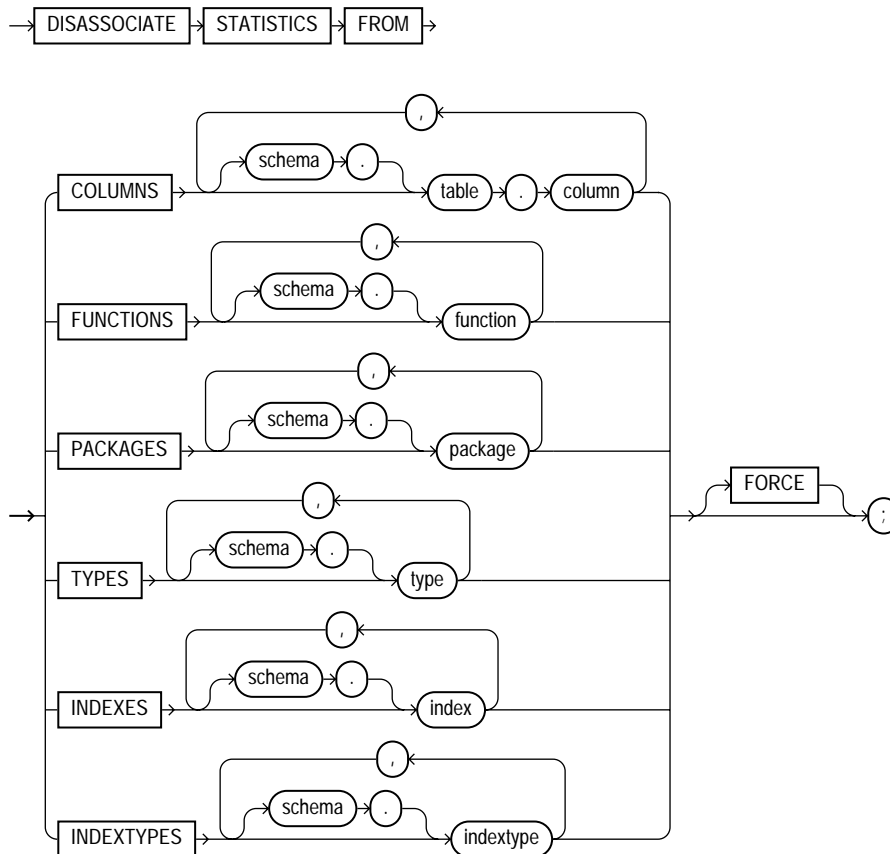 DISASSOCIATE STATISTICS FROM
,
schema .
COLUMNS table . column
,
schema .
FUNCTIONS function
,
schema .
PACKAGES package
FORCE
,
;
schema .
TYPES type
,
schema .
INDEXES index
,
schema .
INDEXTYPES indextype